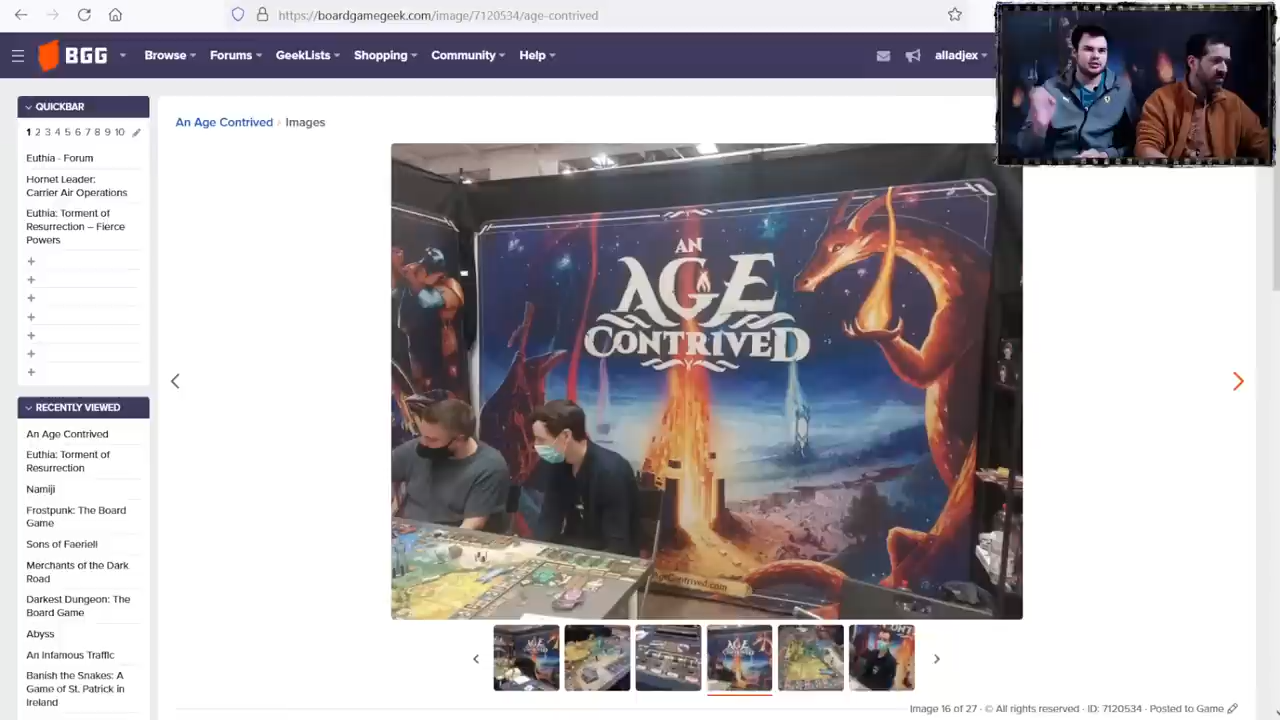 https://boardgamegeek.com/image/7120534/age-contrived
BGG
Browse
Forums
GeekLists
Shopping
Community
Help
alladjex
QUICKBAR
1 2 3 4 5 6 7 8 9 10
Euthia - Forum
Hornet Leader:
Carrier Air Operations
Euthia: Torment of
Resurrection – Fierce
Powers
+
+
+
+
+
+
+
RECENTLY VIEWED
An Age Contrived
Euthia: Torment of
Resurrection
Namiji
Frostpunk: The Board
Game
Sons of Faeriell
Merchants of the Dark
Road
Darkest Dungeon: The
Board Game
Abyss
An Infamous Traffic
Banish the Snakes: A
Game of St. Patrick in
Ireland
An Age Contrived / Images
AN
AGE
CONTRIVED
AgeContrived.com
Image 16 of 27 · © All rights reserved · ID: 7120534 · Posted to Game